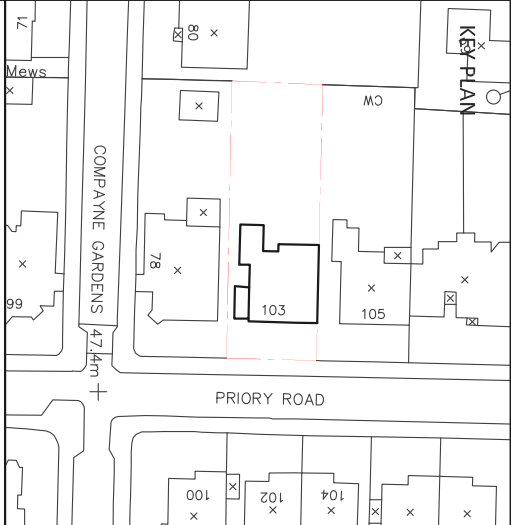 71
80
KEY PLAN
Mews
CW
COMPAYNE GARDENS
78
99
103
105
47.4m
PRIORY ROAD
100
102
104